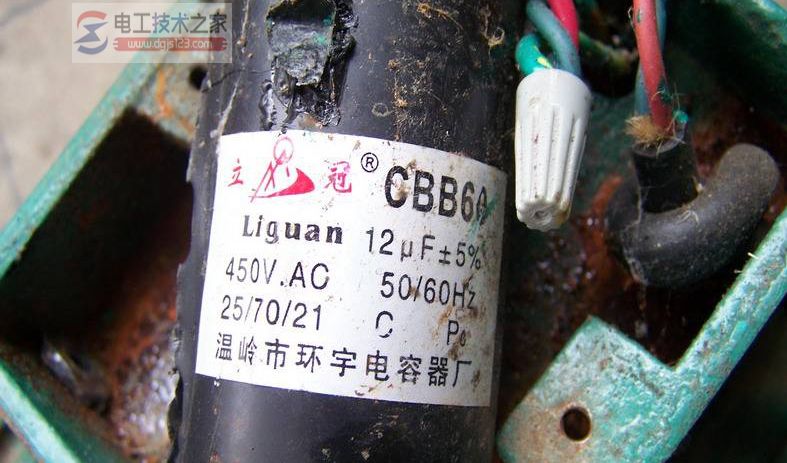 电工技术之家
www.dgjs123.com
立 冠 ® CBB60
Liguan 12μF±5%
450V.AC 50/60Hz
25/70/21 C P0
温岭市环宇电容器厂